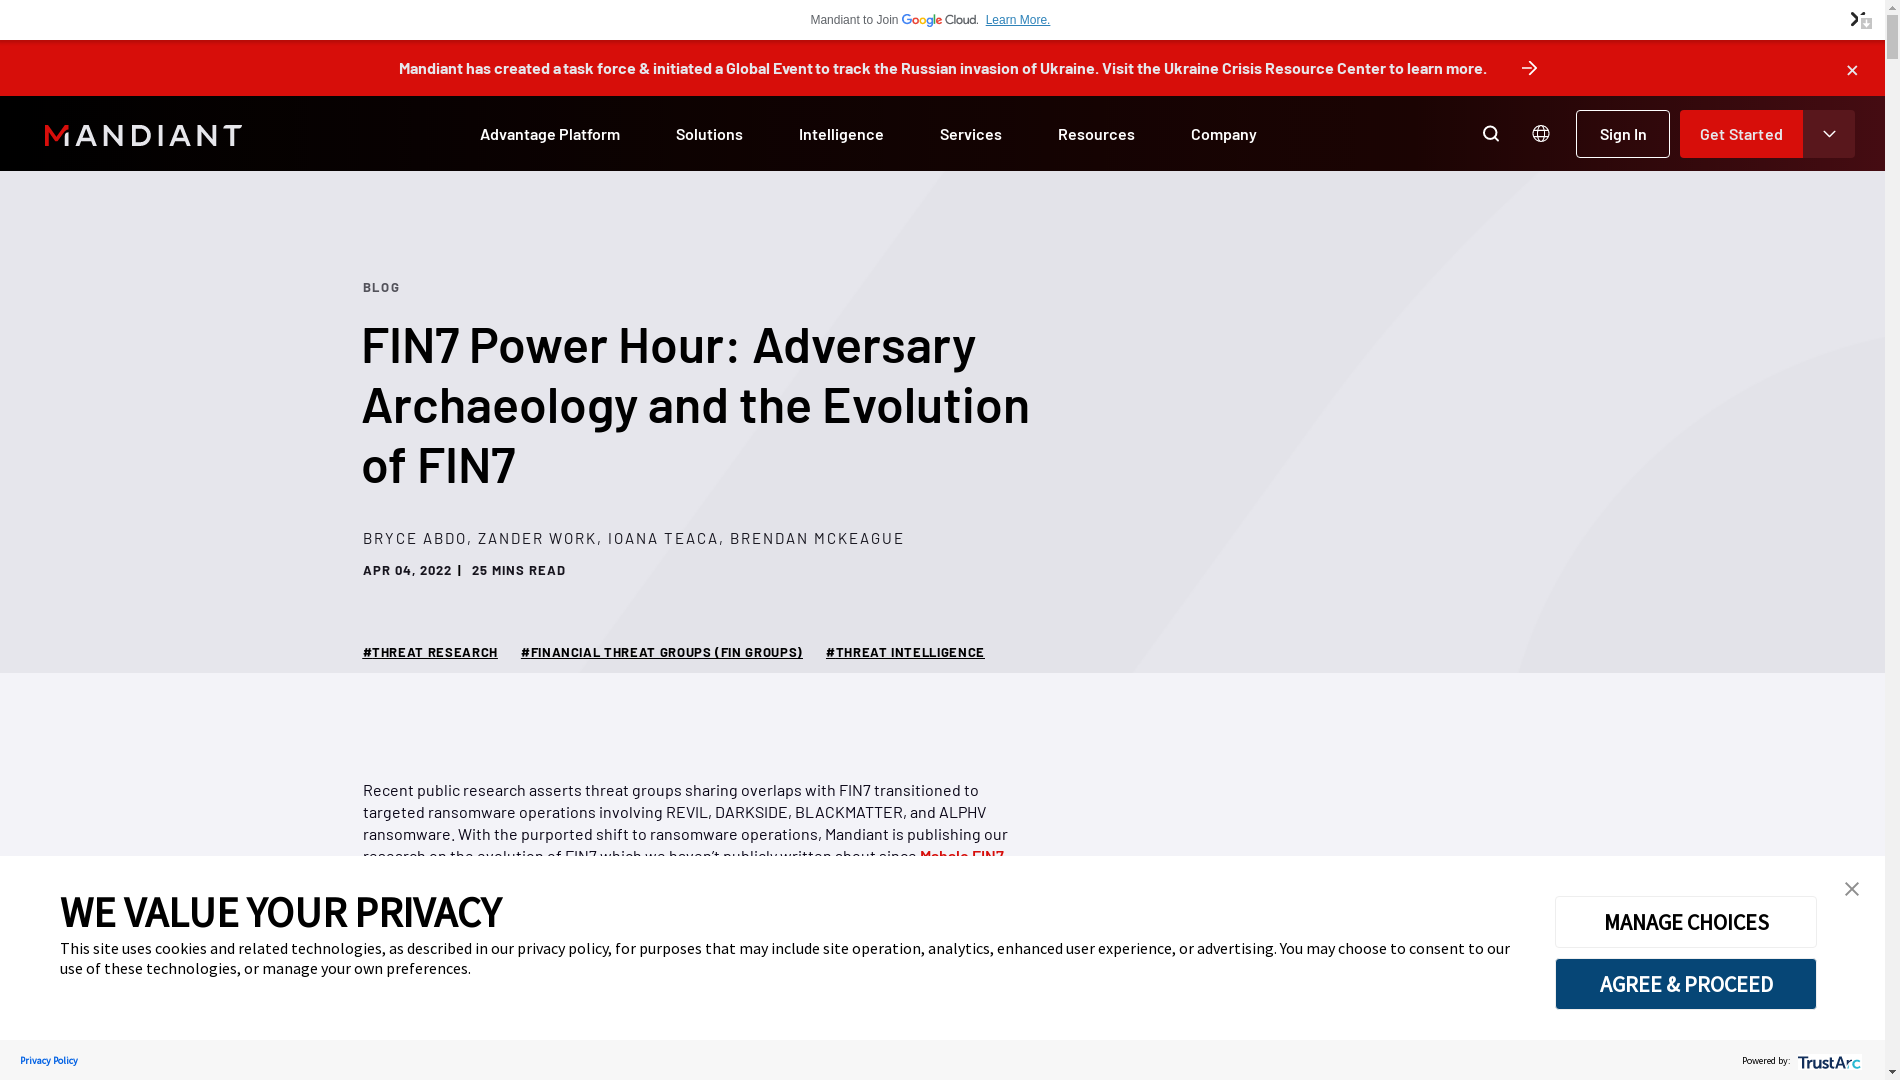 Mandiant to Join Google Cloud. Learn More.
Mandiant has created a task force & initiated a Global Event to track the Russian invasion of Ukraine. Visit the Ukraine Crisis Resource Center to learn more.
MANDIANT
Advantage Platform
Solutions
Intelligence
Services
Resources
Company
Sign In
Get Started
BLOG
FIN7 Power Hour: Adversary
Archaeology and the Evolution
of FIN7
BRYCE ABDO, ZANDER WORK, IOANA TEACA, BRENDAN MCKEAGUE
APR 04, 2022 | 25 MINS READ
#THREAT RESEARCH #FINANCIAL THREAT GROUPS (FIN GROUPS) #THREAT INTELLIGENCE
Recent public research asserts threat groups sharing overlaps with FIN7 transitioned to
targeted ransomware operations involving REVIL, DARKSIDE, BLACKMATTER, and ALPHV
ransomware. With the purported shift to ransomware operations, Mandiant is publishing our
research on the evolution of FIN7 which we haven't publicly written about since Mahalo FIN7
WE VALUE YOUR PRIVACY
This site uses cookies and related technologies, as described in our privacy policy, for purposes that may include site operation, analytics, enhanced user experience, or advertising. You may choose to consent to our
use of these technologies, or manage your own preferences.
MANAGE CHOICES
AGREE & PROCEED
Privacy Policy
Powered by: TrustArc